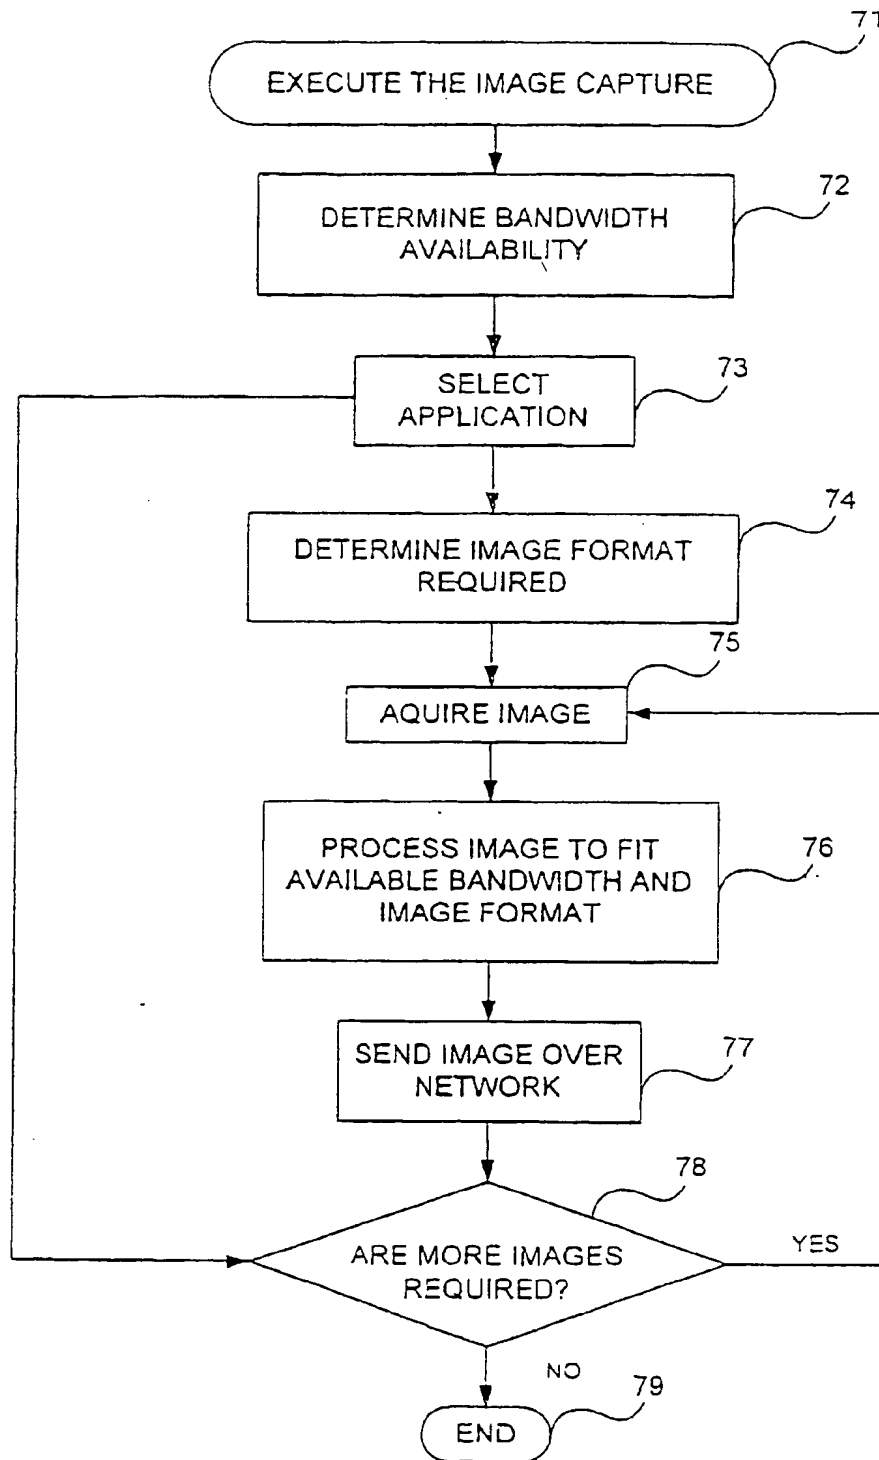 71
EXECUTE THE IMAGE CAPTURE
72
DETERMINE BANDWIDTH
AVAILABILITY
73
SELECT
APPLICATION
74
DETERMINE IMAGE FORMAT
REQUIRED
75
AQUIRE IMAGE
76
PROCESS IMAGE TO FIT
AVAILABLE BANDWIDTH AND
IMAGE FORMAT
77
SEND IMAGE OVER
NETWORK
78
ARE MORE IMAGES
REQUIRED?
YES
NO
79
END